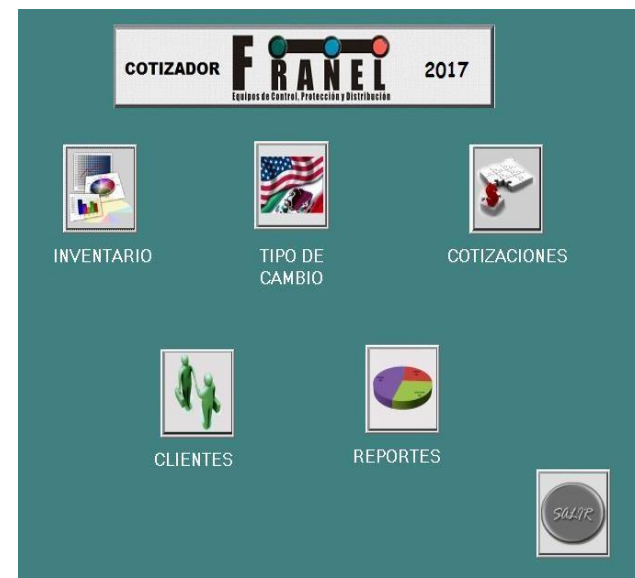 COTIZADOR
FRANEL
2017
Equipos de Control, Protección y Distribución
INVENTARIO
TIPO DE
CAMBIO
COTIZACIONES
CLIENTES
REPORTES
SALIR